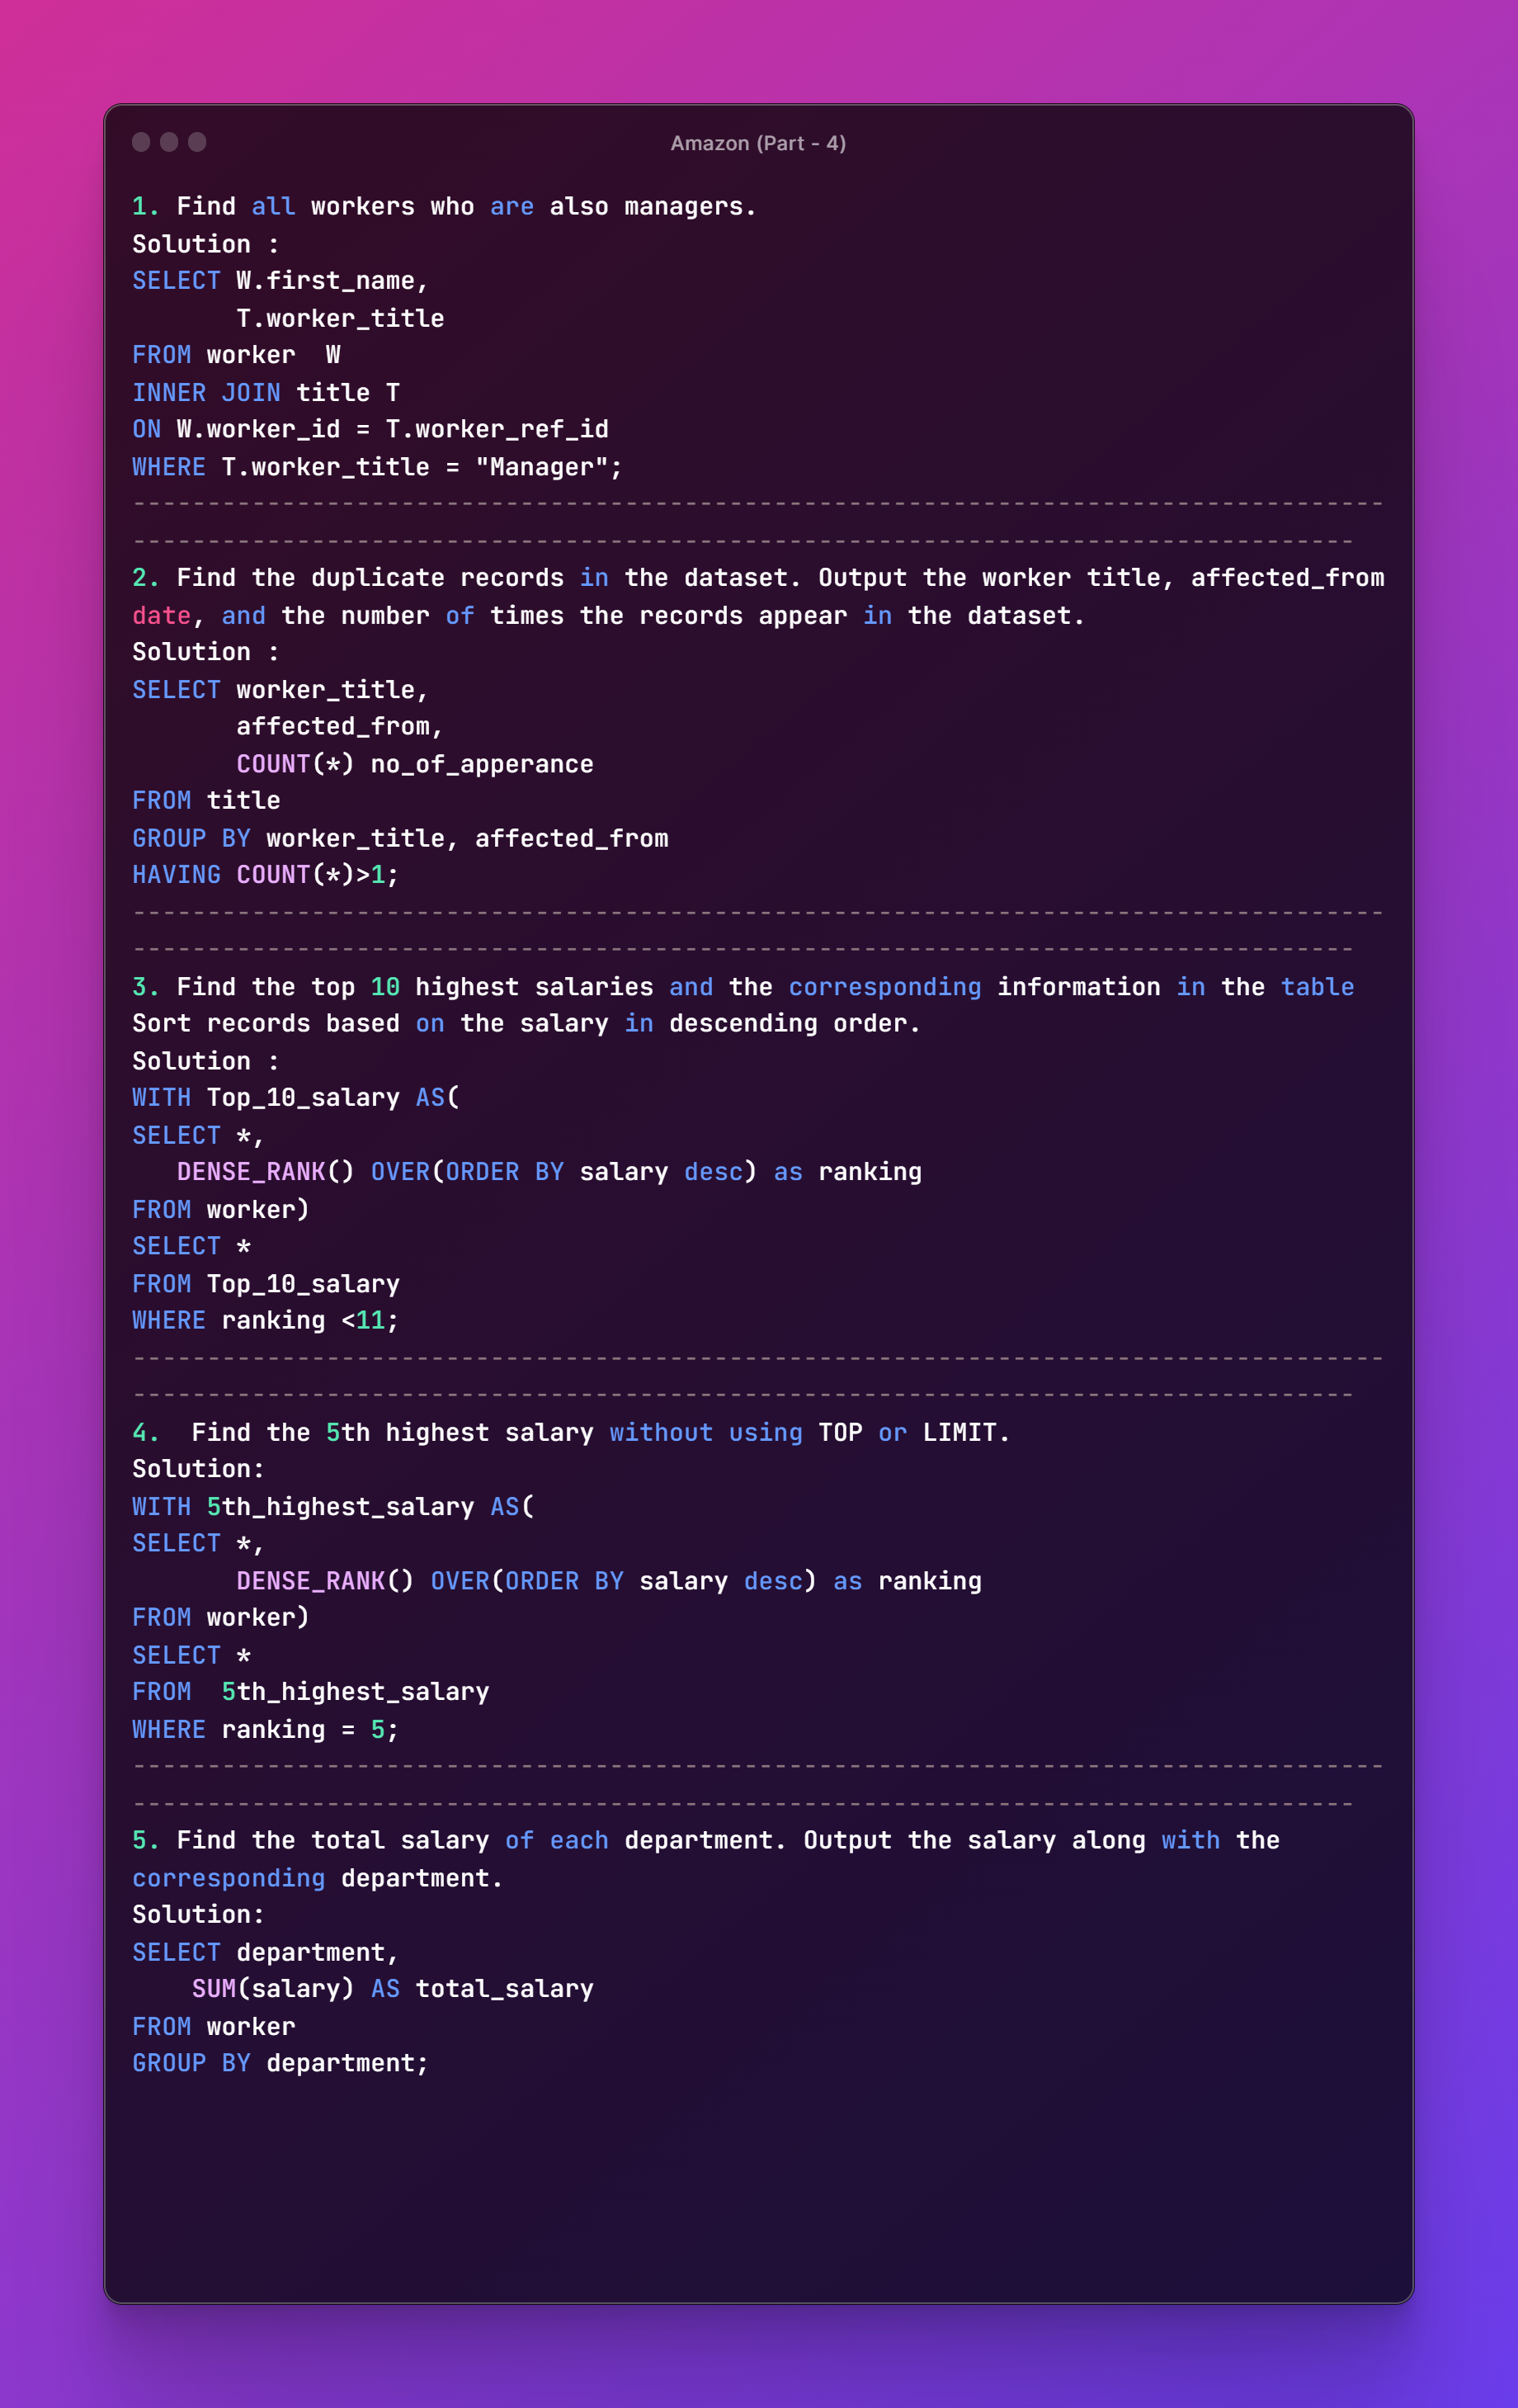 Amazon (Part - 4)
1. Find all workers who are also managers.
Solution :
SELECT W.first_name,
       T.worker_title
FROM worker  W
INNER JOIN title T
ON W.worker_id = T.worker_ref_id
WHERE T.worker_title = "Manager";
------------------------------------------------------------------------------------
----------------------------------------------------------------------------------
2. Find the duplicate records in the dataset. Output the worker title, affected_from
date, and the number of times the records appear in the dataset.
Solution :
SELECT worker_title,
       affected_from,
       COUNT(*) no_of_apperance
FROM title
GROUP BY worker_title, affected_from
HAVING COUNT(*)>1;
------------------------------------------------------------------------------------
----------------------------------------------------------------------------------
3. Find the top 10 highest salaries and the corresponding information in the table
Sort records based on the salary in descending order.
Solution :
WITH Top_10_salary AS(
SELECT *,
   DENSE_RANK() OVER(ORDER BY salary desc) as ranking
FROM worker)
SELECT *
FROM Top_10_salary
WHERE ranking <11;
------------------------------------------------------------------------------------
----------------------------------------------------------------------------------
4.  Find the 5th highest salary without using TOP or LIMIT.
Solution:
WITH 5th_highest_salary AS(
SELECT *,
       DENSE_RANK() OVER(ORDER BY salary desc) as ranking
FROM worker)
SELECT *
FROM  5th_highest_salary
WHERE ranking = 5;
------------------------------------------------------------------------------------
----------------------------------------------------------------------------------
5. Find the total salary of each department. Output the salary along with the
corresponding department.
Solution:
SELECT department,
    SUM(salary) AS total_salary
FROM worker
GROUP BY department;